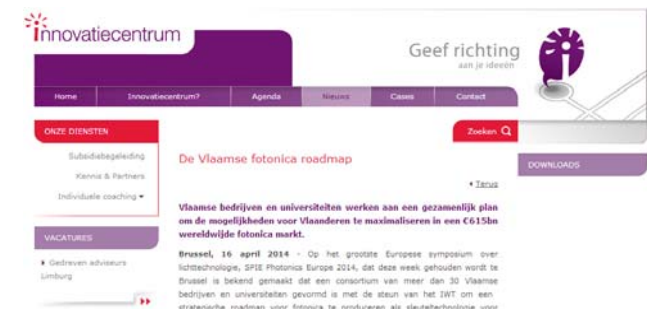 innovatiecentrum
Geef richting
aan je ideeën
Home Innovatiecentrum? Agenda Nieuws Cases Contact
ONZE DIENSTEN
Subsidiebegeleiding
Kennis & Partners
Individuele coaching
VACATURES
Gedreven adviseurs
Limburg
Zoeken
De Vlaamse fotonica roadmap
Terug
Vlaamse bedrijven en universiteiten werken aan een gezamenlijk plan
om de mogelijkheden voor Vlaanderen te maximaliseren in een €615bn
wereldwijde fotonica markt.
Brussel, 16 april 2014 - Op het grootste Europese symposium over
lichttechnologie, SPIE Photonics Europe 2014, dat deze week gehouden wordt te
Brussel is bekend gemaakt dat een consortium van meer dan 30 Vlaamse
bedrijven en universiteiten gevormd is met de steun van het IWT om een
strategische roadmap voor fotonica te produceren als sleuteltechnologie voor
DOWNLOADS